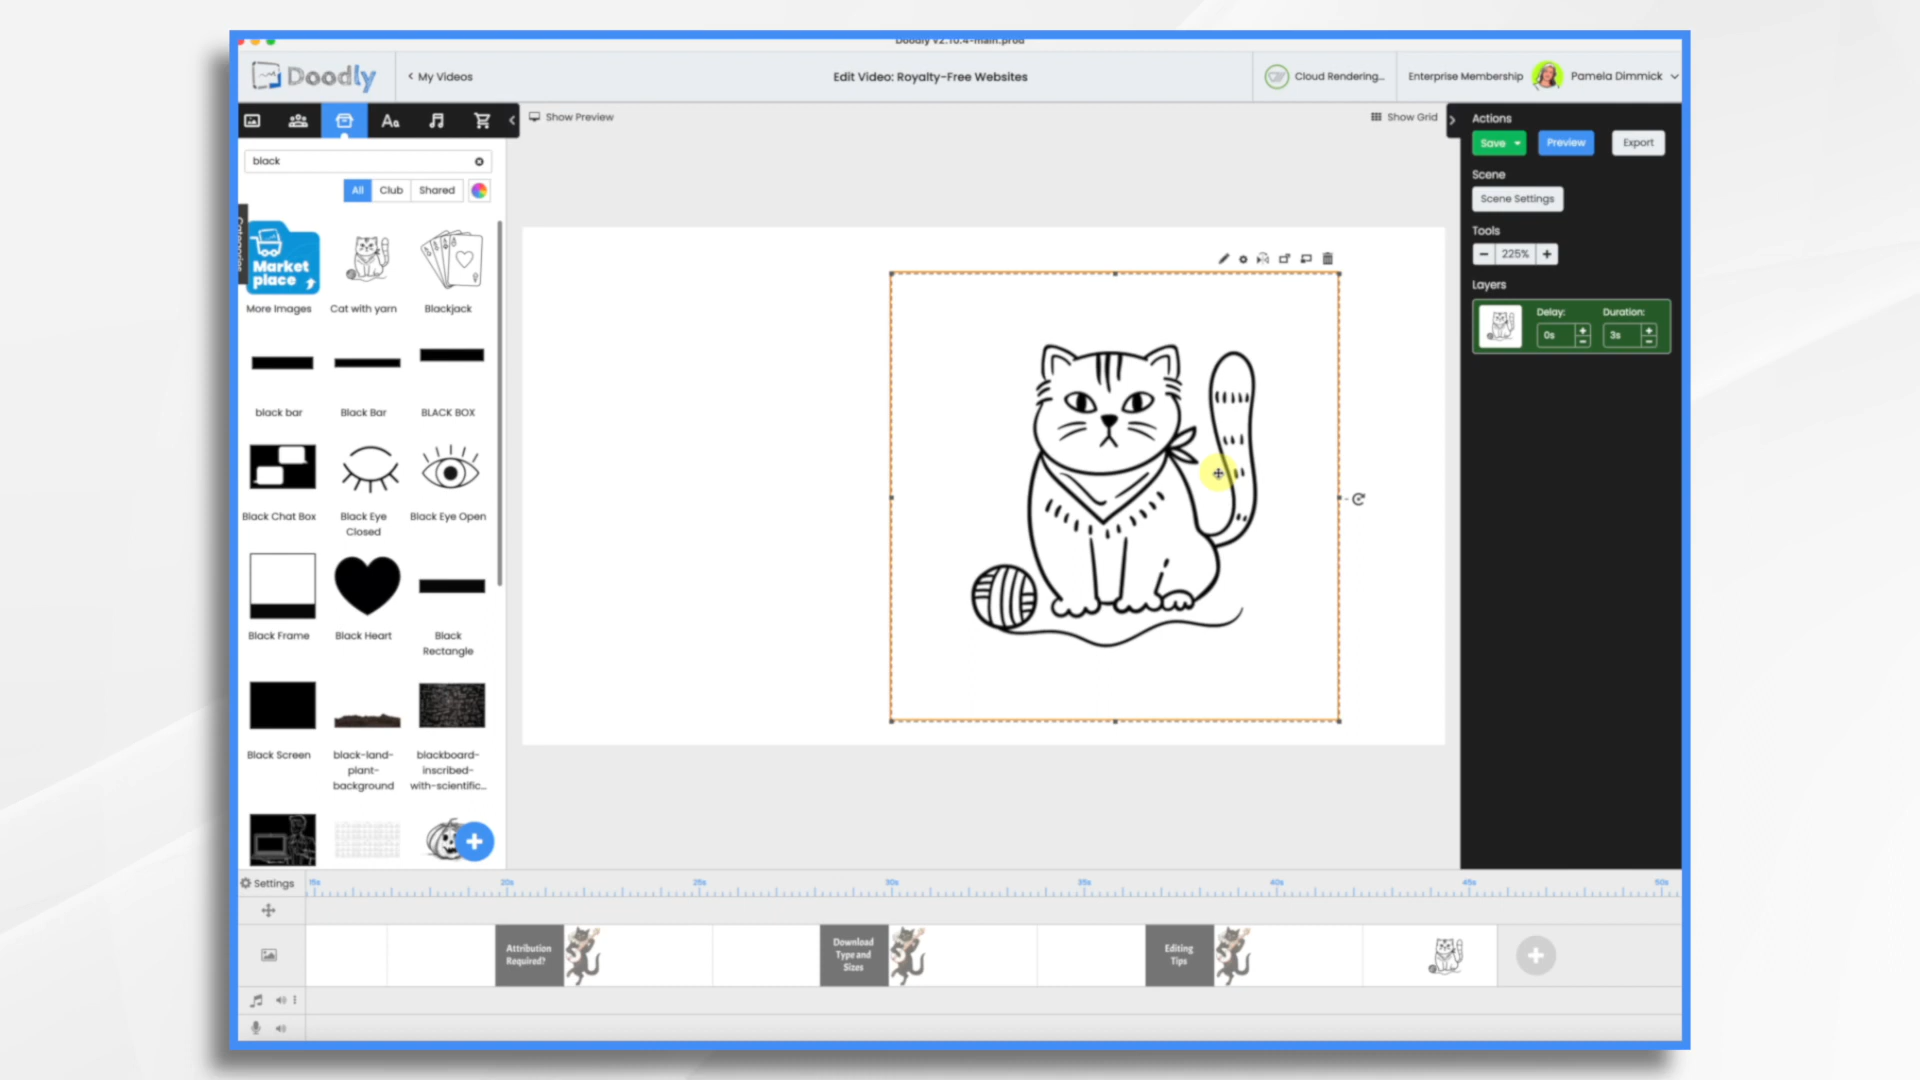 Doodly v2.10.4-main.prod
Doodly
< My Videos
Edit Video: Royalty-Free Websites
Cloud Rendering...
Enterprise Membership
Pamela Dimmick
Aa
Show Preview
Show Grid
black
All
Club
Shared
Categories
Market
place
More Images
Cat with yarn
Blackjack
black bar
Black Bar
BLACK BOX
Black Chat Box
Black Eye
Closed
Black Eye Open
Black Frame
Black Heart
Black
Rectangle
Black Screen
black-land-
plant-
background
blackboard-
inscribed-
with-scientific...
Actions
Save
Preview
Export
Scene
Scene Settings
Tools
225%
Layers
Delay:
Duration:
0s
3s
Settings
15s
20s
25s
30s
35s
40s
45s
50s
Attribution
Required?
Download
Type and
Sizes
Editing
Tips